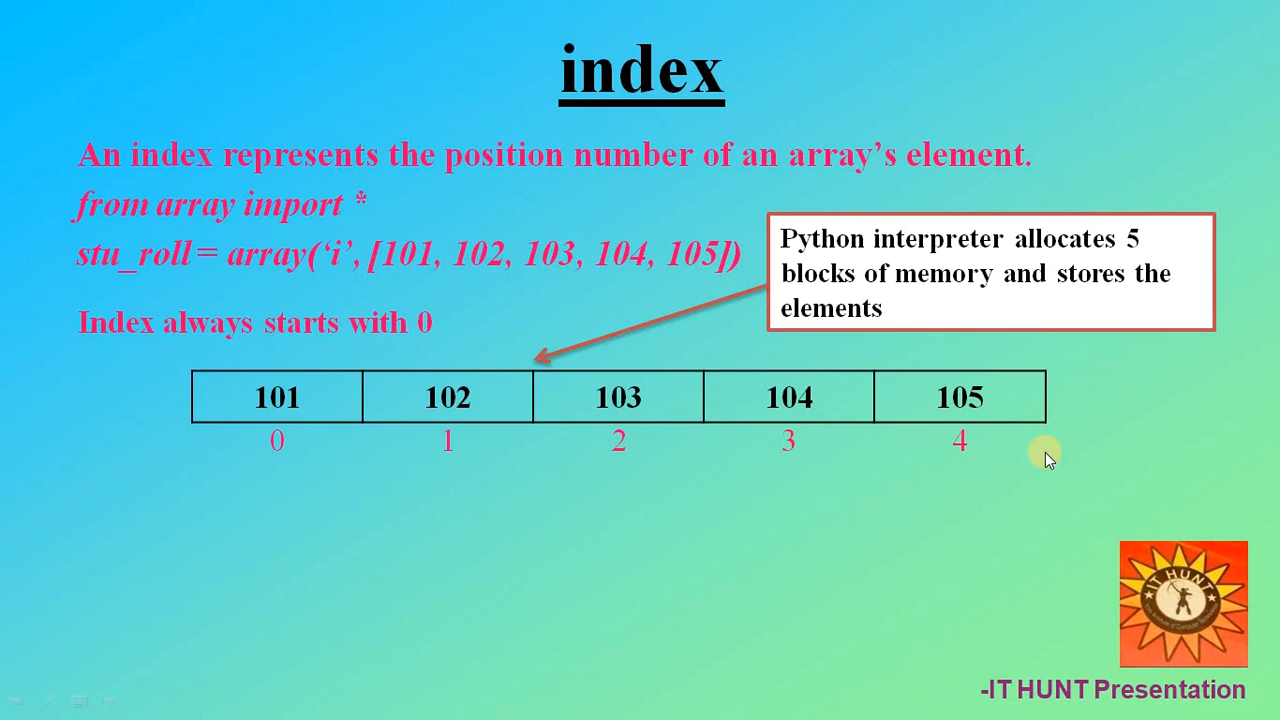 index
An index represents the position number of an array’s element.
from array import *
stu_roll = array(‘i’, [101, 102, 103, 104, 105])
Python interpreter allocates 5
blocks of memory and stores the
elements
Index always starts with 0
101 102 103 104 105
0 1 2 3 4
IT HUNT
-IT HUNT Presentation